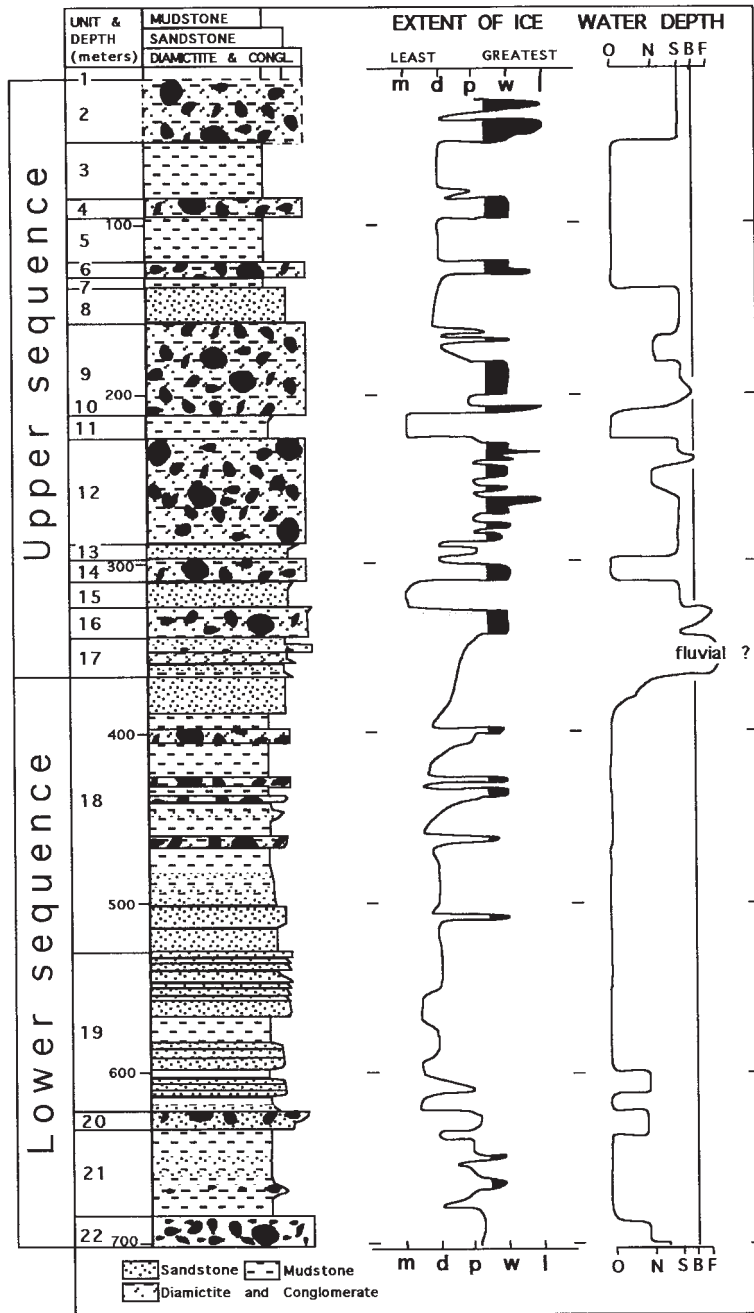 UNIT &
DEPTH
(meters)
MUDSTONE
SANDSTONE
DIAMICTITE & CONGL.
EXTENT OF ICE
LEAST GREATEST
m d p w l
WATER DEPTH
O N S B F
Upper sequence
Lower sequence
1
2
3
4
100
5
6
7
8
9
200
10
11
12
13
300
14
15
16
17
fluvial ?
400
18
500
19
600
20
21
22
700
m d p w l
O N S B F
Sandstone Mudstone
Diamictite and Conglomerate